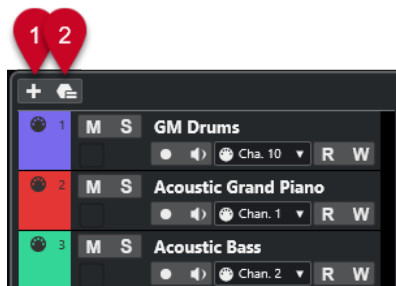 1 2
1 M S GM Drums
Cha. 10 R W
2 M S Acoustic Grand Piano
Chan. 1 R W
3 M S Acoustic Bass
Chan. 2 R W